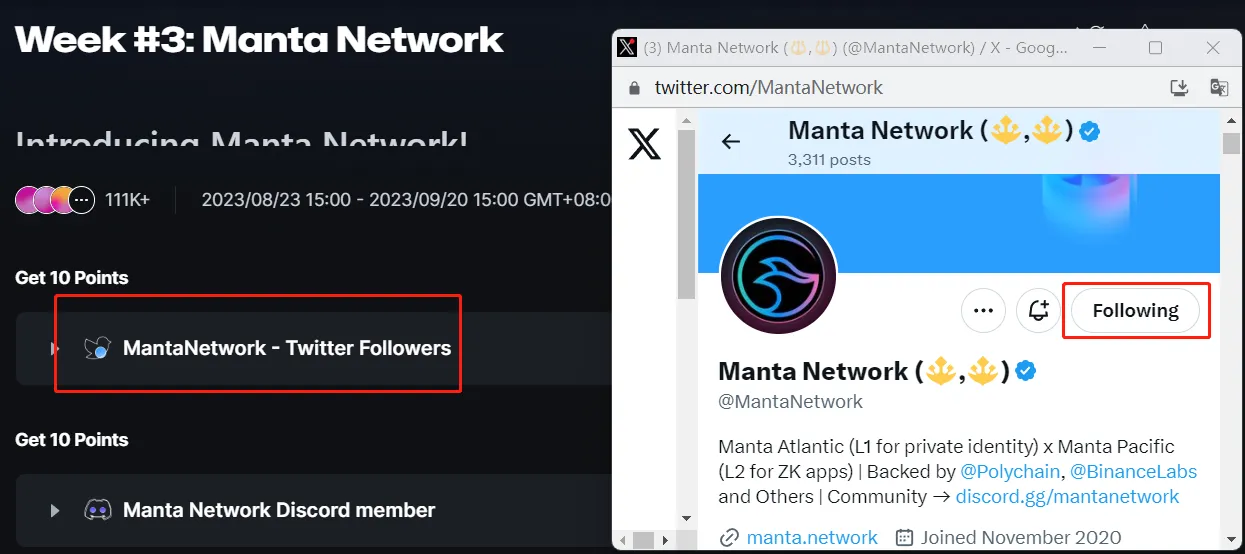 Week #3: Manta Network
Introducing Manta Network!
111K+
2023/08/23 15:00 - 2023/09/20 15:00 GMT+08:0
Get 10 Points
MantaNetwork - Twitter Followers
Get 10 Points
Manta Network Discord member
(3) Manta Network (🔱,🔱) (@MantaNetwork) / X - Goog...
twitter.com/MantaNetwork
Manta Network (🔱,🔱)
3,311 posts
Following
Manta Network (🔱,🔱)
@MantaNetwork
Manta Atlantic (L1 for private identity) x Manta Pacific
(L2 for ZK apps) | Backed by @Polychain, @BinanceLabs
and Others | Community → discord.gg/mantanetwork
manta.network Joined November 2020